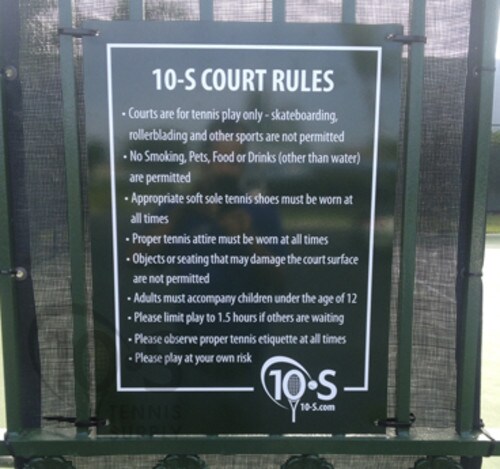 10-S COURT RULES
• Courts are for tennis play only - skateboarding,
rollerblading and other sports are not permitted
• No Smoking, Pets, Food or Drinks (other than water)
are permitted
• Appropriate soft sole tennis shoes must be worn at
all times
• Proper tennis attire must be worn at all times
• Objects or seating that may damage the court surface
are not permitted
• Adults must accompany children under the age of 12
• Please limit play to 1.5 hours if others are waiting
• Please observe proper tennis etiquette at all times
• Please play at your own risk
10-S
10-S.com
10-S
TENNIS
SUPPLY